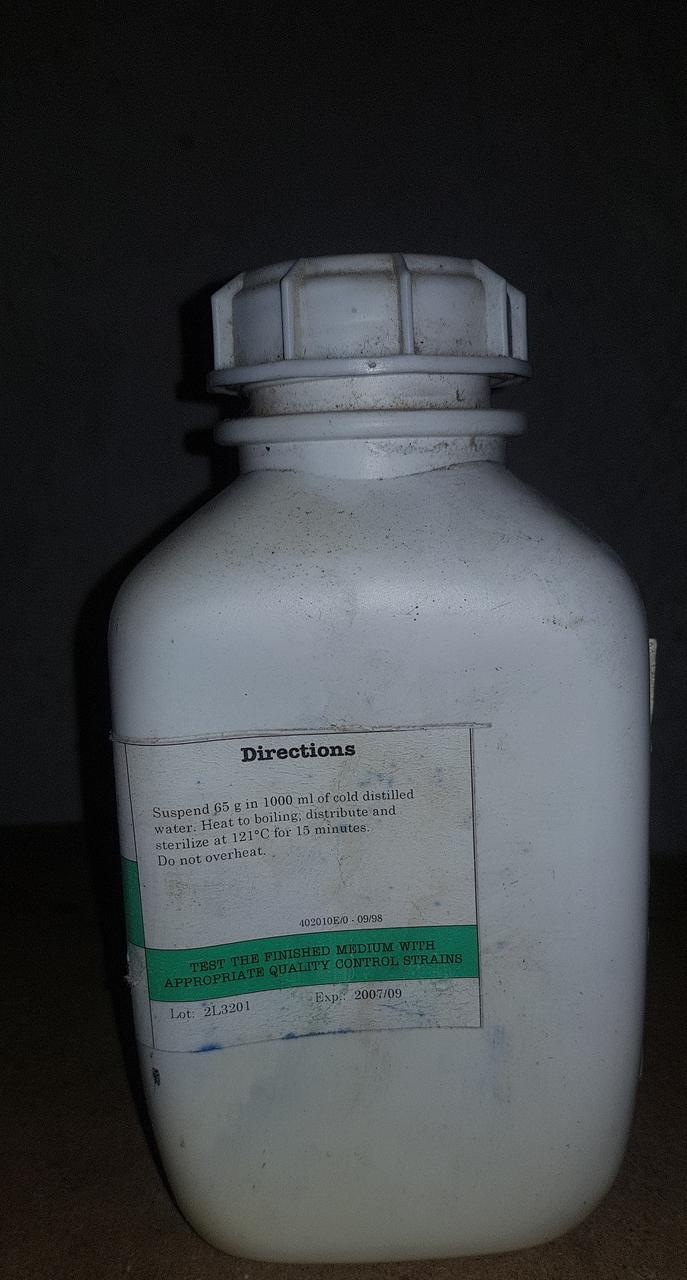 Directions
Suspend 65 g in 1000 ml of cold distilled
water. Heat to boiling, distribute and
sterilize at 121°C for 15 minutes.
Do not overheat.
402010E/0 - 09/98
TEST THE FINISHED MEDIUM WITH
APPROPRIATE QUALITY CONTROL STRAINS
Lot: 2L3201 Exp.: 2007/09